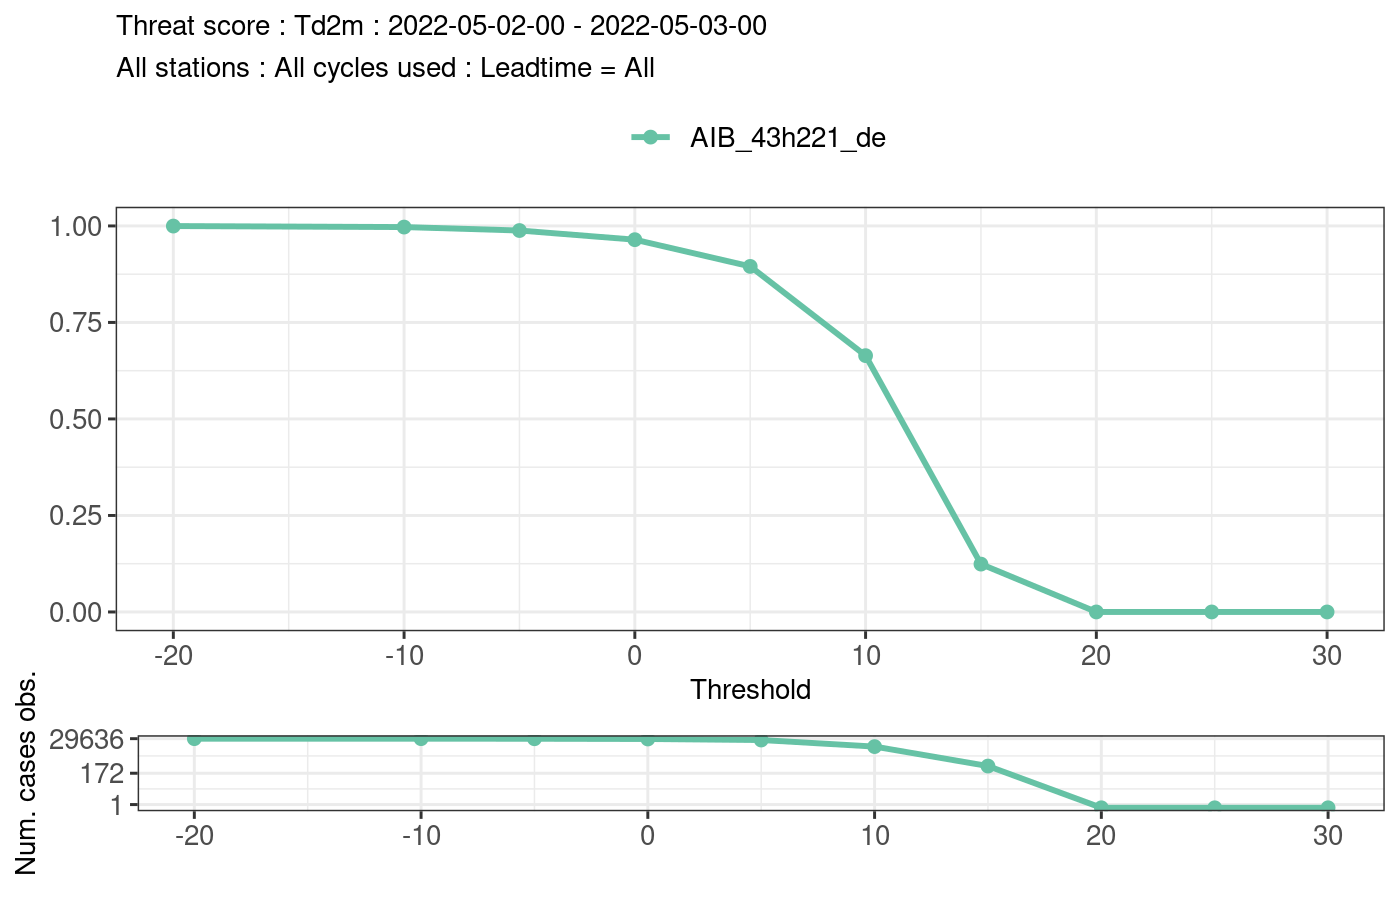 Threat score : Td2m : 2022-05-02-00 - 2022-05-03-00
All stations : All cycles used : Leadtime = All
AIB_43h221_de
1.00
0.75
0.50
0.25
0.00
-20 -10 0 10 20 30
Threshold
Num. cases obs.
29636
172
1
-20 -10 0 10 20 30